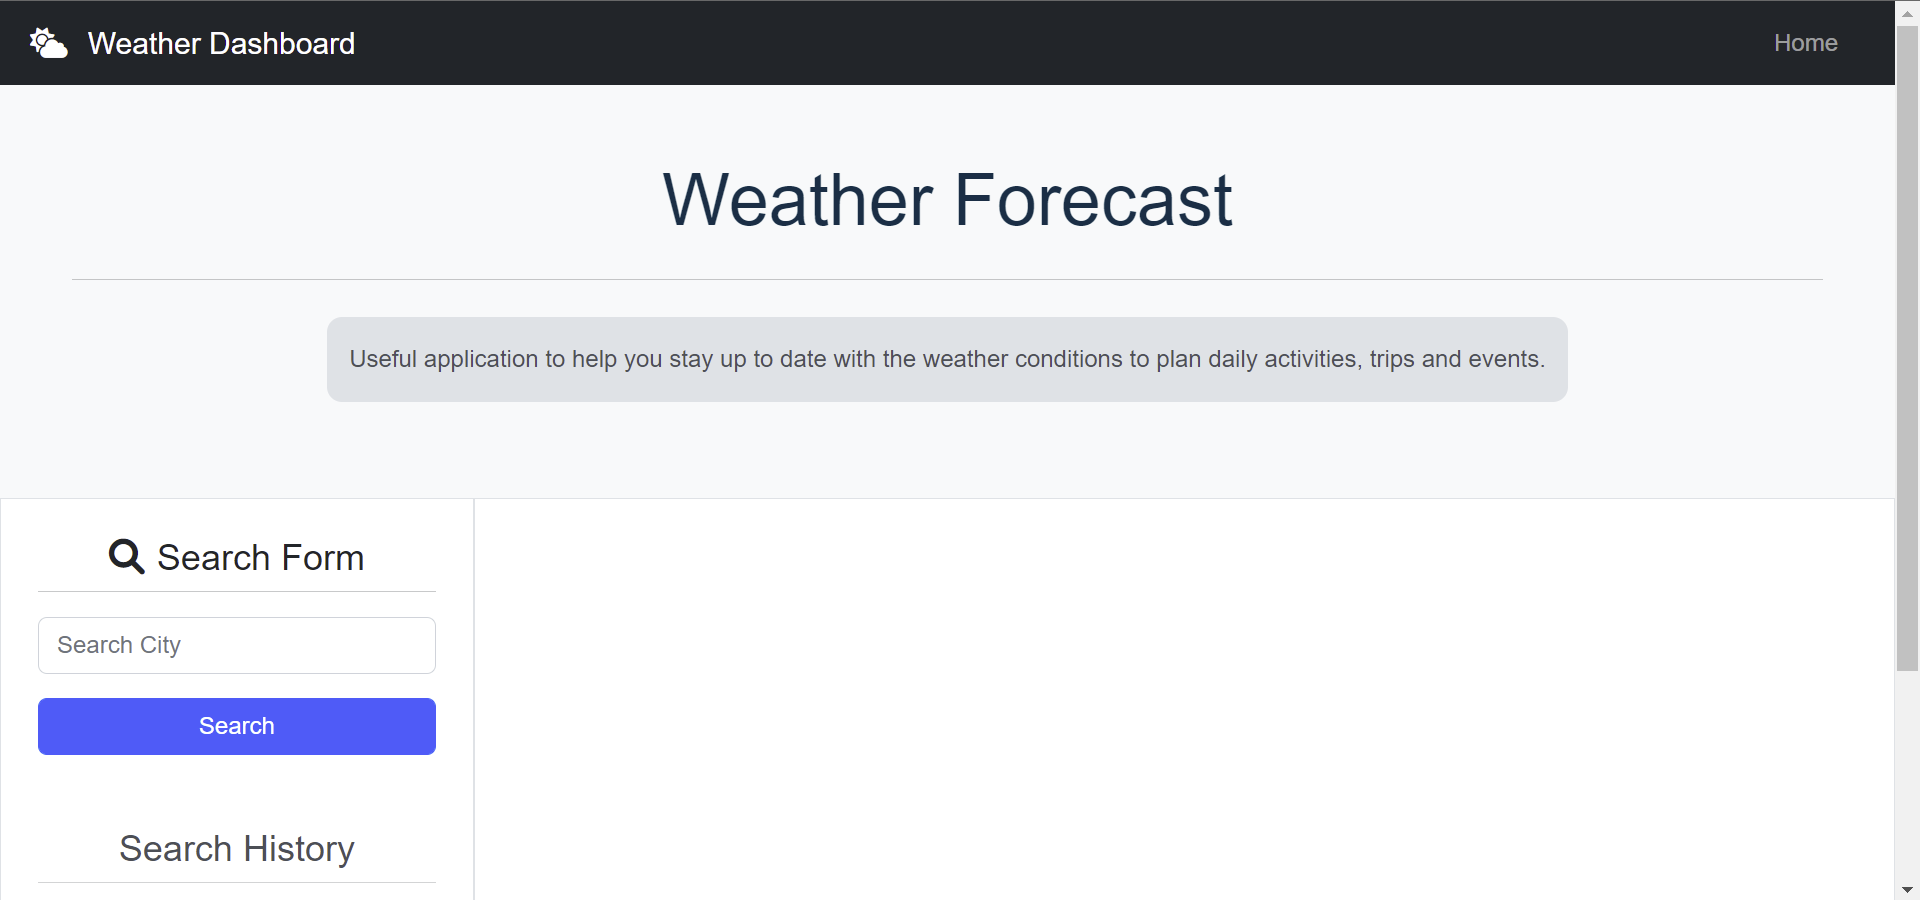 Weather Dashboard
Home
Weather Forecast
Useful application to help you stay up to date with the weather conditions to plan daily activities, trips and events.
Search Form
Search City
Search
Search History